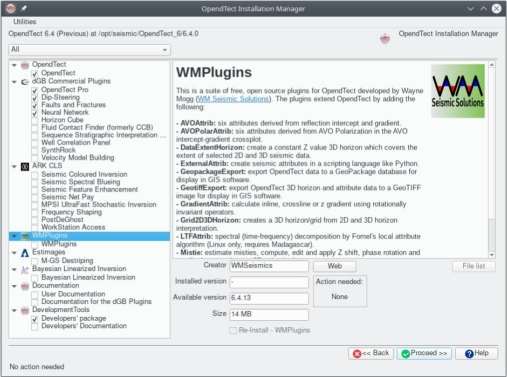 OpendTect Installation Manager
Utilities
OpendTect 6.4 (Previous) at /opt/seismic/OpendTect_6/6.4.0
OpendTect Installation Manager
All
OpendTect
OpendTect
dGB Commercial Plugins
OpendTect Pro
Dip-Steering
Faults and Fractures
Neural Network
Horizon Cube
Fluid Contact Finder (formerly CCB)
Sequence Stratigraphic Interpretation ...
Well Correlation Panel
SynthRock
Velocity Model Building
ARK CLS
Seismic Coloured Inversion
Seismic Spectral Blueing
Seismic Feature Enhancement
Seismic Net Pay
MPSI UltraFast Stochastic Inversion
Frequency Shaping
PostDeGhost
WorkStation Access
WMPlugins
WMPlugins
Estimages
M-GS Destriping
Bayesian Linearized Inversion
Bayesian Linearized Inversion
Documentation
User Documentation
Documentation for the dGB Plugins
DevelopmentTools
Developers' package
Developers' Documentation
WMPlugins
WM
Seismic Solutions
This is a suite of free, open source plugins for OpendTect developed by Wayne
Mogg (WM Seismic Solutions). The plugins extend OpendTect by adding the
following:
- AVOAttrib: six attributes derived from reflection intercept and gradient.
- AVOPolarAttrib: six attributes derived from AVO Polarization in the AVO
intercept-gradient crossplot.
- DataExtentHorizon: create a constant Z value 3D horizon which covers the
extent of selected 2D and 3D seismic data.
- ExternalAttrib: create seismic attributes in a scripting language like Python.
- GeopackageExport: export OpendTect data to a GeoPackage database for
display in GIS software.
- GeotiffExport: export OpendTect 3D horizon and attribute data to a GeoTIFF
image for display in GIS software.
- GradientAttrib: calculate inline, crossline or z gradient using rotationally
invariant operators.
- Grid2D3DHorizon: creates a 3D horizon/grid from 2D and 3D horizon
interpretation.
- LTFAttrib: spectral (time-frequency) decomposition by Fomel's local attribute
algorithm (Linux only, requires Madagascar).
- Mistie: estimate misties, compute, edit and apply Z shift, phase rotation and
Creator WMSeismics Web File list
Installed version - Action needed:
Available version 6.4.13 None
Size 14 MB
Re-Install - WMPlugins
<< Back Proceed >> Help
No action needed